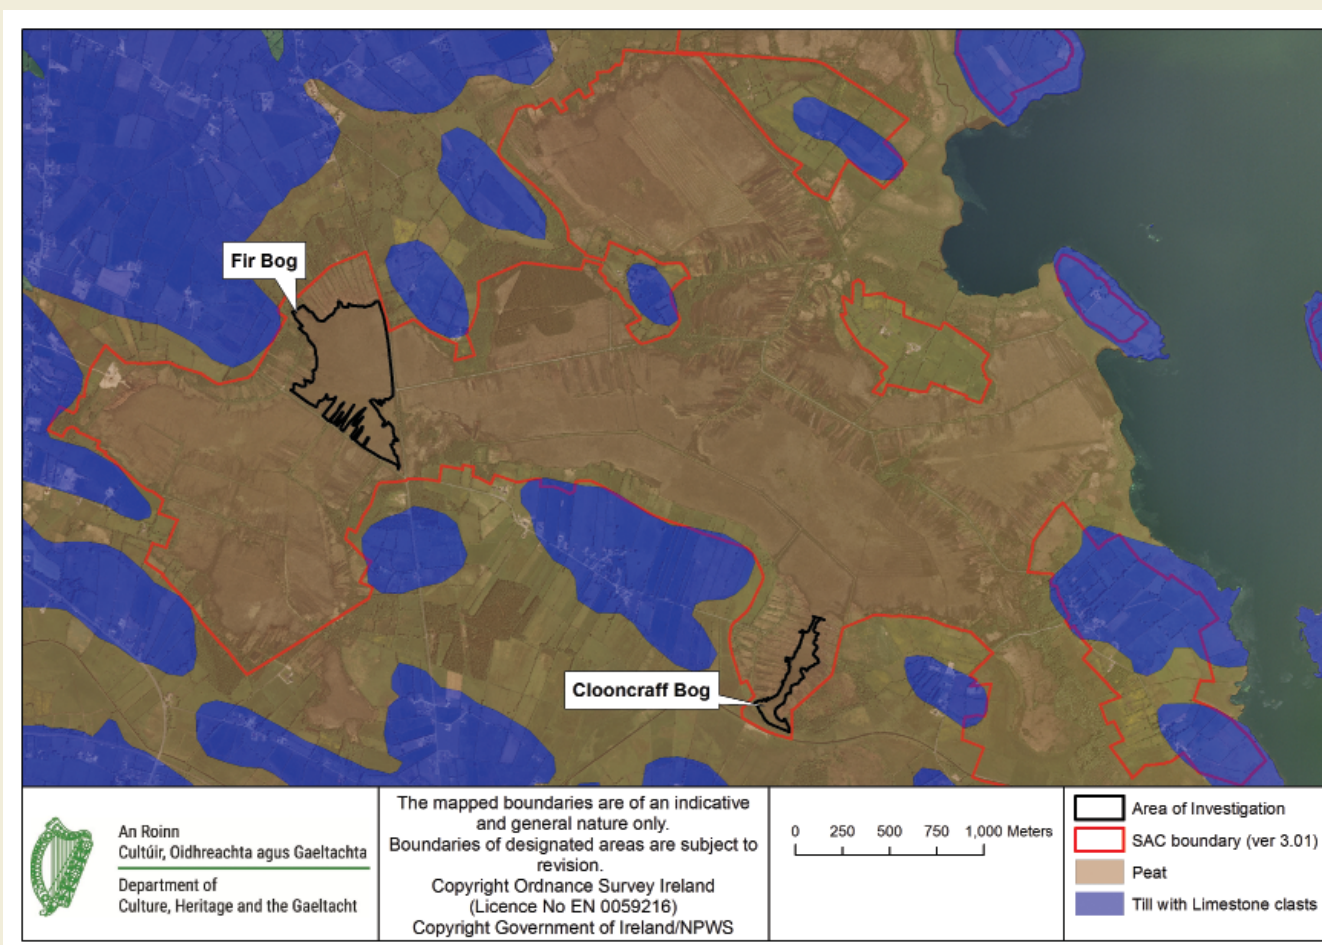 Fir Bog
Clooncraff Bog
An Roinn
Cultúir, Oidhreachta agus Gaeltachta
Department of
Culture, Heritage and the Gaeltacht
The mapped boundaries are of an indicative
and general nature only.
Boundaries of designated areas are subject to
revision.
Copyright Ordnance Survey Ireland
(Licence No EN 0059216)
Copyright Government of Ireland/NPWS
0 250 500 750 1,000 Meters
Area of Investigation
SAC boundary (ver 3.01)
Peat
Till with Limestone clasts